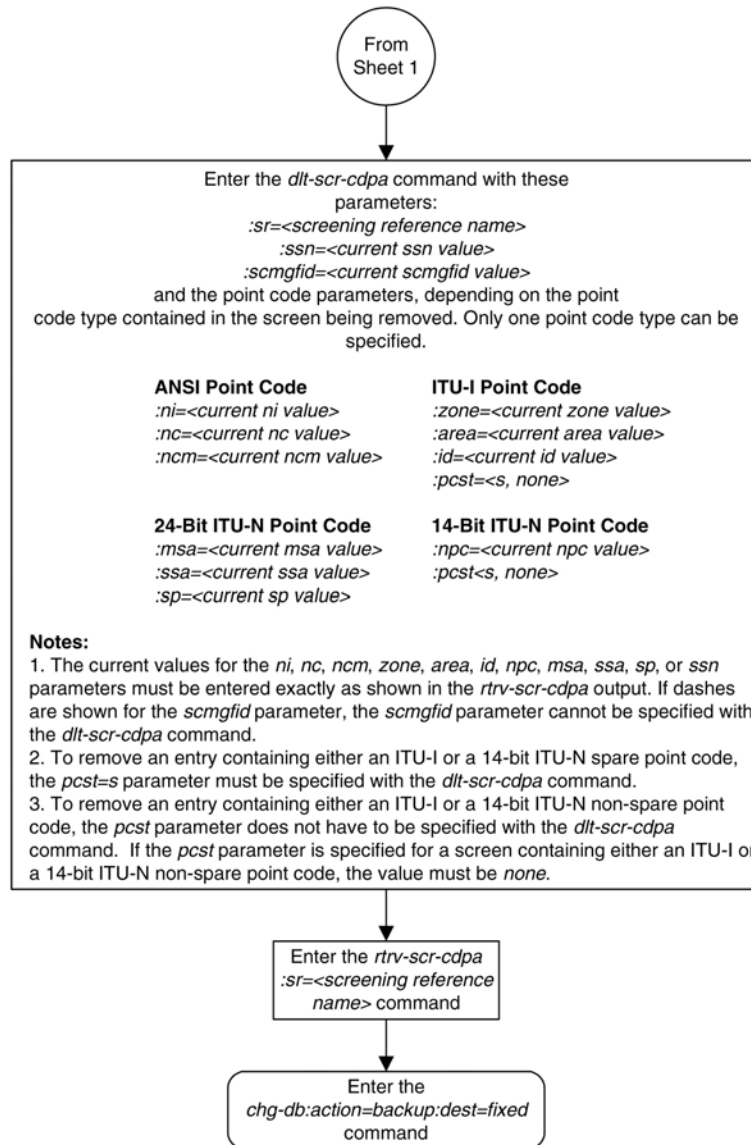 From
Sheet 1
Enter the dlt-scr-cdpa command with these
parameters:
:sr=<screening reference name>
:ssn=<current ssn value>
:scmgfid=<current scmgfid value>
and the point code parameters, depending on the point
code type contained in the screen being removed. Only one point code type can be
specified.
ANSI Point Code
:ni=<current ni value>
:nc=<current nc value>
:ncm=<current ncm value>
ITU-I Point Code
:zone=<current zone value>
:area=<current area value>
:id=<current id value>
:pcst=<s, none>
24-Bit ITU-N Point Code
:msa=<current msa value>
:ssa=<current ssa value>
:sp=<current sp value>
14-Bit ITU-N Point Code
:npc=<current npc value>
:pcst<s, none>
Notes:
1. The current values for the ni, nc, ncm, zone, area, id, npc, msa, ssa, sp, or ssn
parameters must be entered exactly as shown in the rtrv-scr-cdpa output. If dashes
are shown for the scmgfid parameter, the scmgfid parameter cannot be specified with
the dlt-scr-cdpa command.
2. To remove an entry containing either an ITU-I or a 14-bit ITU-N spare point code,
the pcst=s parameter must be specified with the dlt-scr-cdpa command.
3. To remove an entry containing either an ITU-I or a 14-bit ITU-N non-spare point
code, the pcst parameter does not have to be specified with the dlt-scr-cdpa
command. If the pcst parameter is specified for a screen containing either an ITU-I or
a 14-bit ITU-N non-spare point code, the value must be none.
Enter the rtrv-scr-cdpa
:sr=<screening reference
name> command
Enter the
chg-db:action=backup:dest=fixed
command